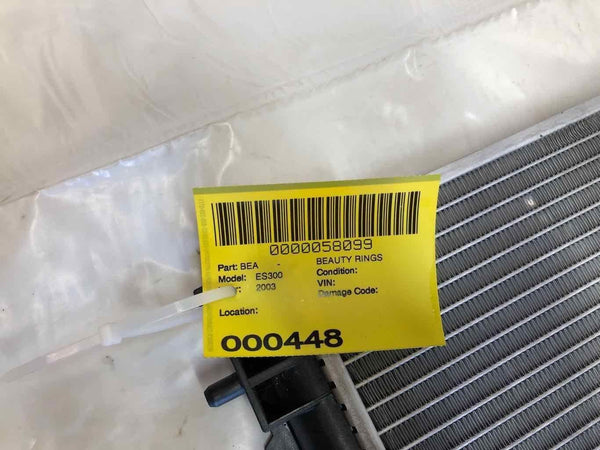 0000058099
Part: BEA - BEAUTY RINGS
Model: ES300 Condition:
2003 VIN:
Damage Code:
Location:
000448